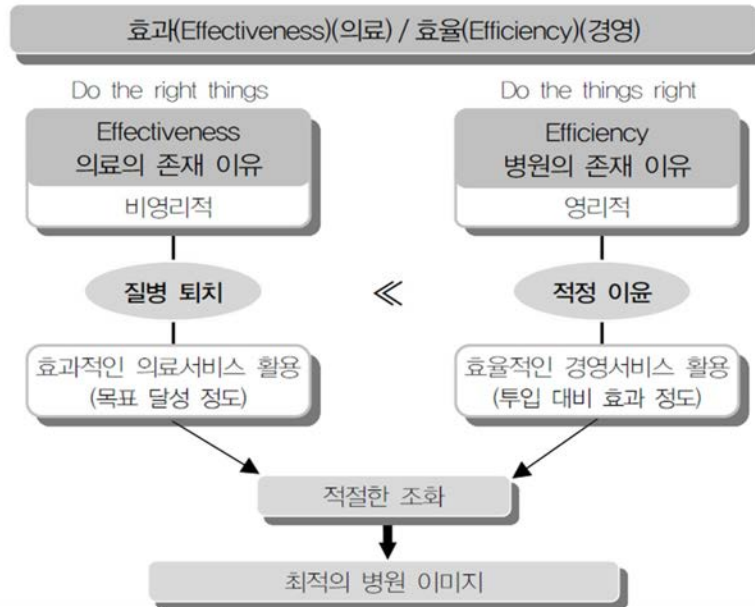 효과(Effectiveness)(의료) / 효율(Efficiency)(경영)
Do the right things
Effectiveness
의료의 존재 이유
비영리적
질병 퇴치
효과적인 의료서비스 활용
(목표 달성 정도)
≪
Do the things right
Efficiency
병원의 존재 이유
영리적
적정 이윤
효율적인 경영서비스 활용
(투입 대비 효과 정도)
적절한 조화
최적의 병원 이미지